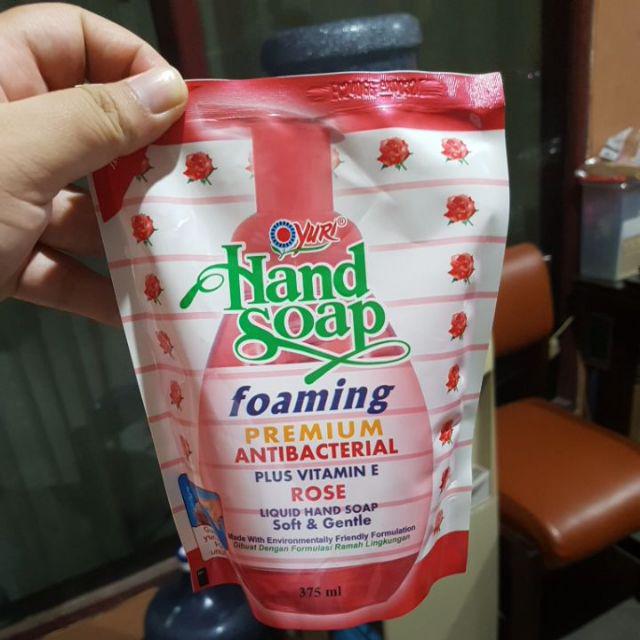 YURI®
Hand
Soap
foaming
PREMIUM
ANTIBACTERIAL
PLUS VITAMIN E
ROSE
LIQUID HAND SOAP
Soft & Gentle
Made With Environmentally Friendly Formulation
Dibuat Dengan Formulasi Ramah Lingkungan
375 ml